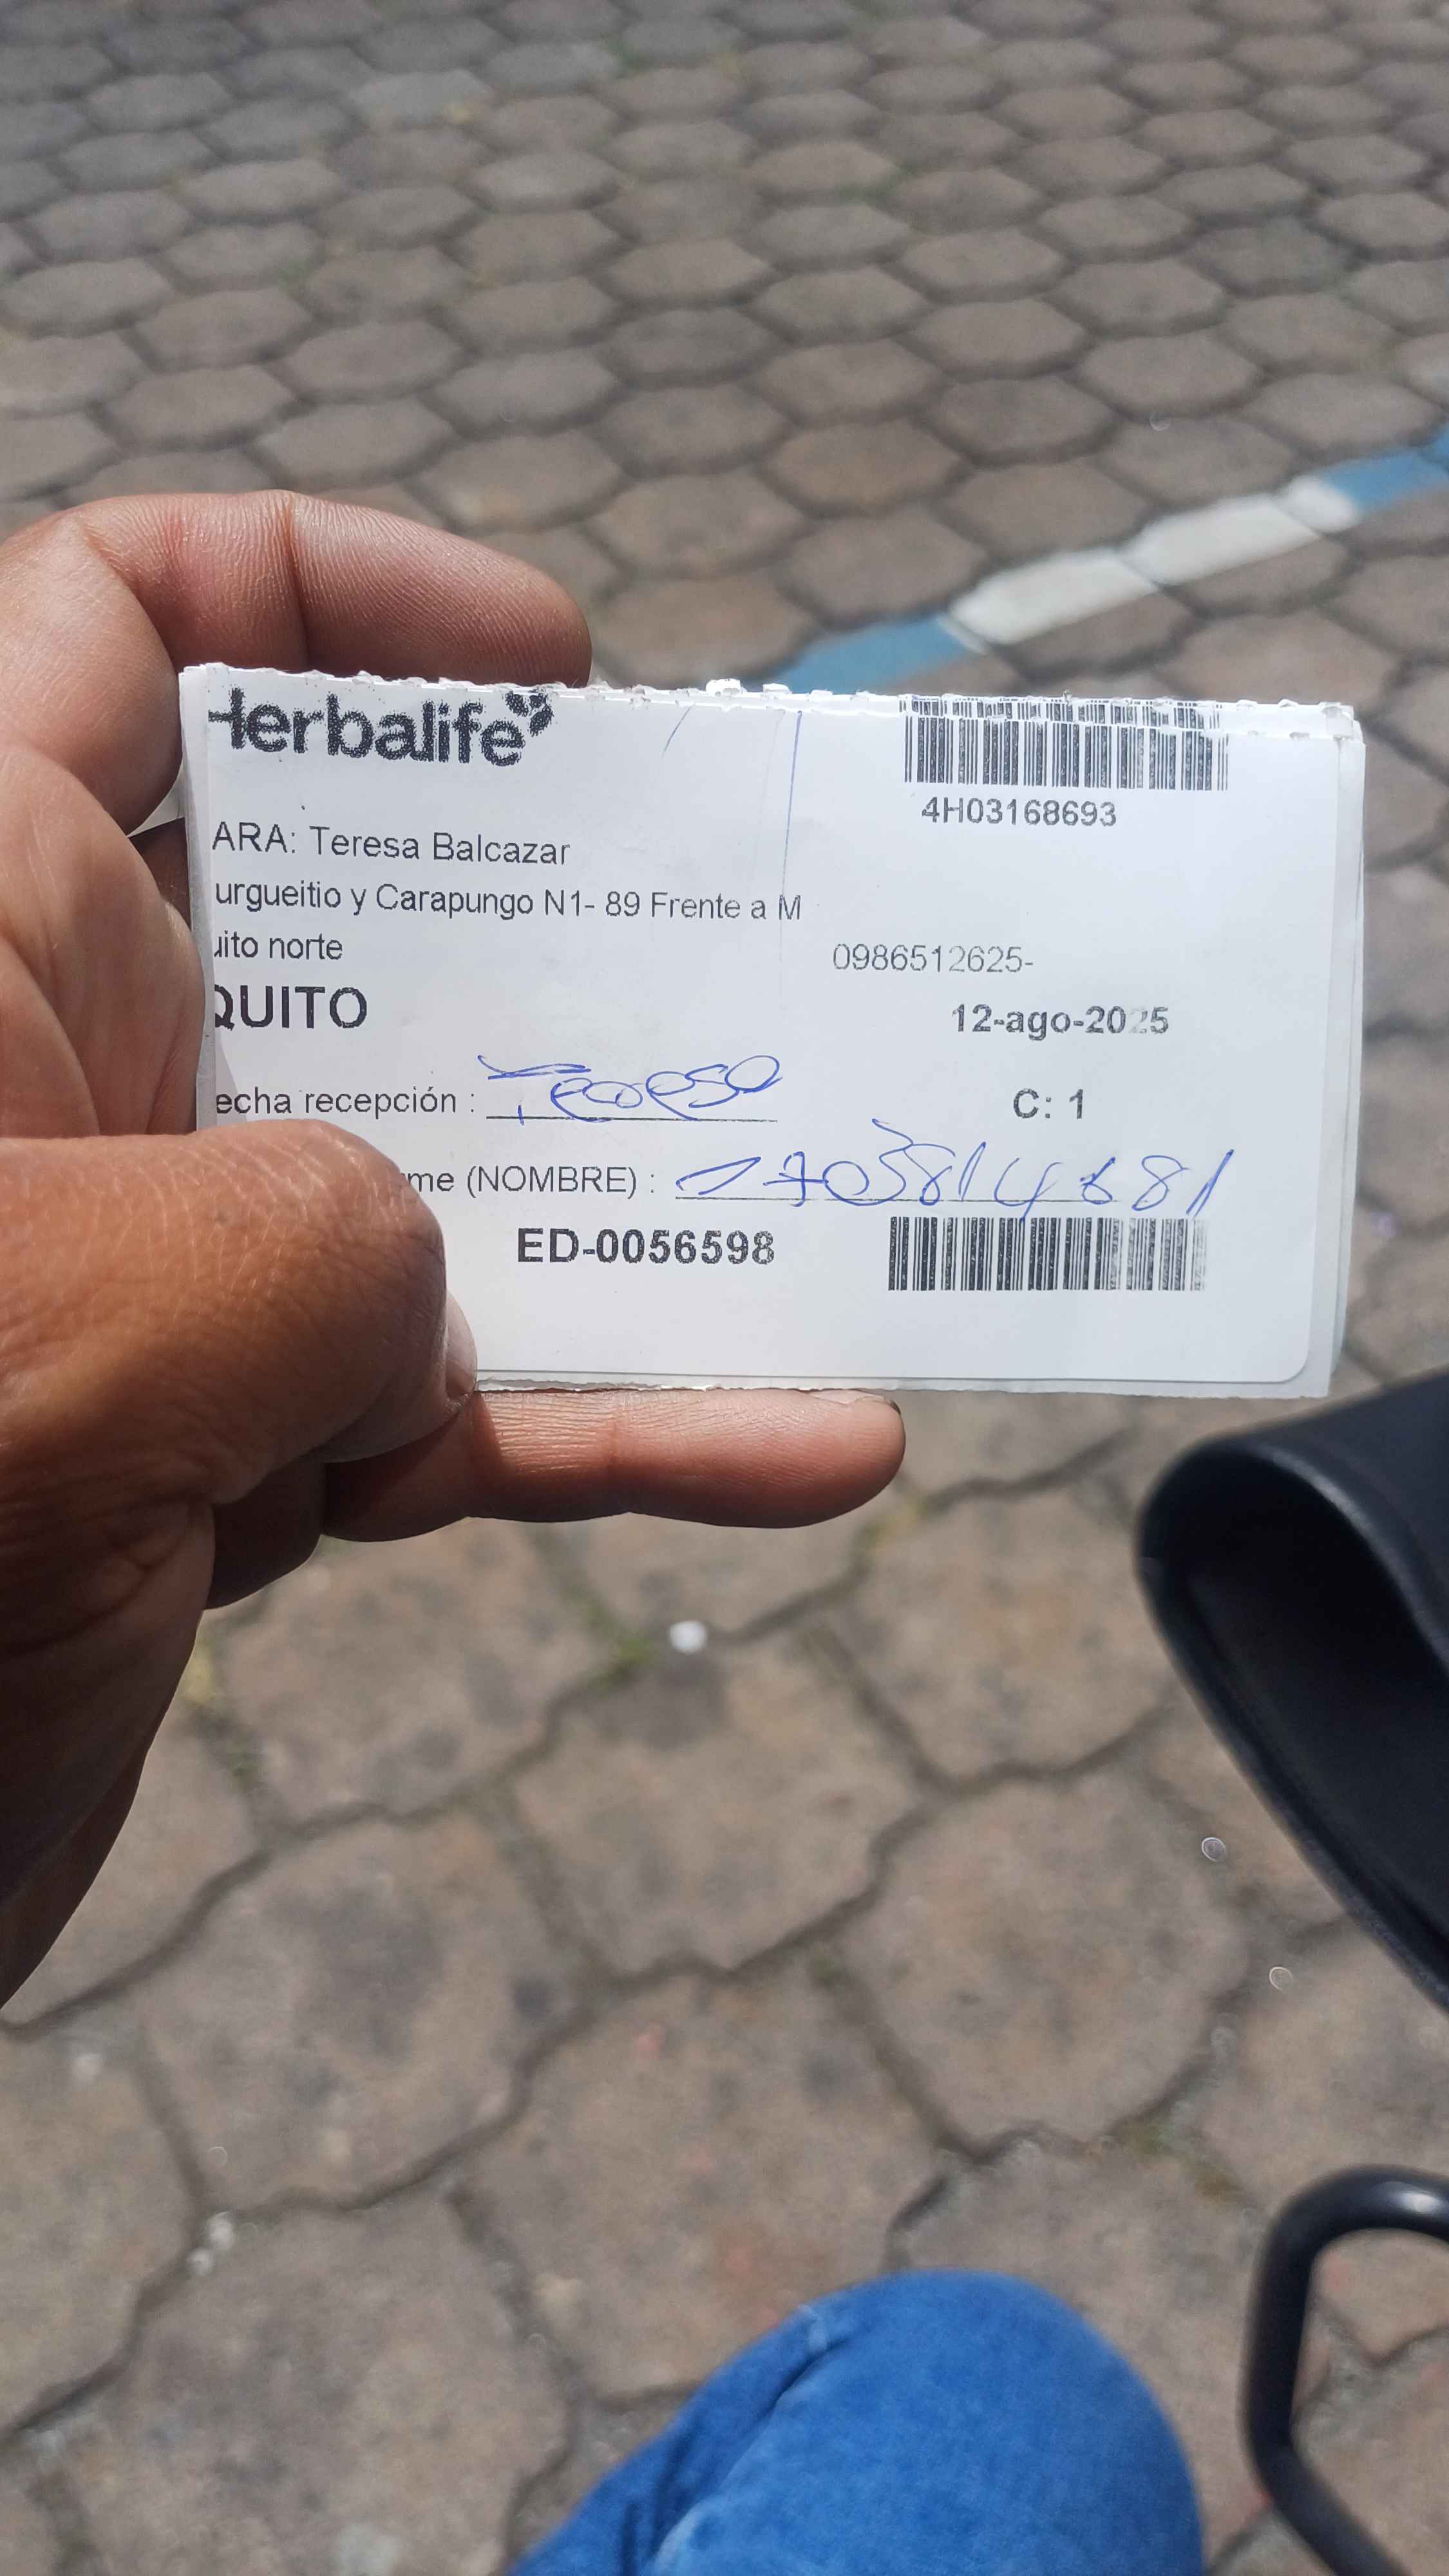 Herbalife
4H03168693
ARA: Teresa Balcazar
urgueitio y Carapungo N1- 89 Frente a M
uito norte
0986512625-
QUITO
12-ago-2025
echa recepción : Teresa
C: 1
me (NOMBRE) :
ED-0056598